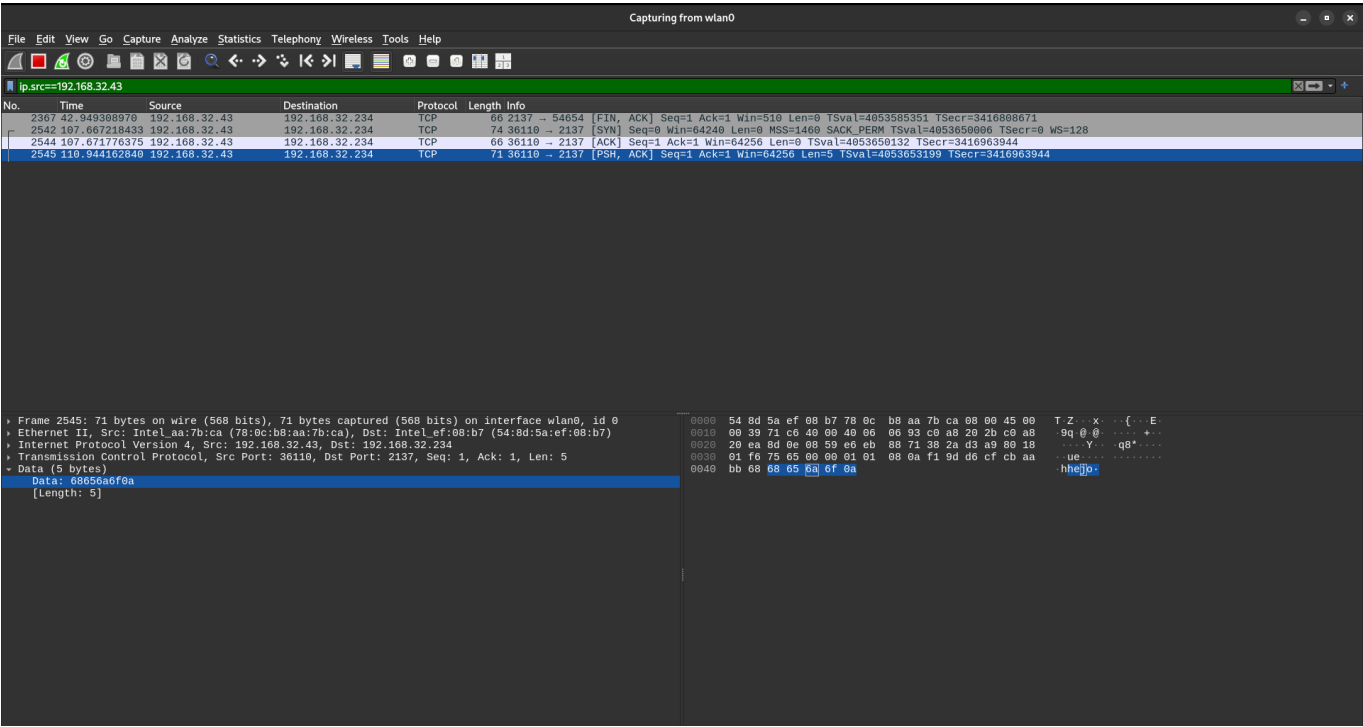 Capturing from wlan0
File Edit View Go Capture Analyze Statistics Telephony Wireless Tools Help
ip.src==192.168.32.43
No. Time Source Destination Protocol Length Info
2367 42.949308970 192.168.32.43 192.168.32.234 TCP 66 2137 → 54654 [FIN, ACK] Seq=1 Ack=1 Win=510 Len=0 TSval=4053585351 TSecr=3416808671
2542 107.667218433 192.168.32.43 192.168.32.234 TCP 74 36110 → 2137 [SYN] Seq=0 Win=64240 Len=0 MSS=1460 SACK_PERM TSval=4053650006 TSecr=0 WS=128
2544 107.671776375 192.168.32.43 192.168.32.234 TCP 66 36110 → 2137 [ACK] Seq=1 Ack=1 Win=64256 Len=0 TSval=4053650132 TSecr=3416963944
2545 110.944162840 192.168.32.43 192.168.32.234 TCP 71 36110 → 2137 [PSH, ACK] Seq=1 Ack=1 Win=64256 Len=5 TSval=4053653199 TSecr=3416963944
Frame 2545: 71 bytes on wire (568 bits), 71 bytes captured (568 bits) on interface wlan0, id 0
Ethernet II, Src: Intel_aa:7b:ca (78:0c:b8:aa:7b:ca), Dst: Intel_ef:08:b7 (54:8d:5a:ef:08:b7)
Internet Protocol Version 4, Src: 192.168.32.43, Dst: 192.168.32.234
Transmission Control Protocol, Src Port: 36110, Dst Port: 2137, Seq: 1, Ack: 1, Len: 5
Data (5 bytes)
Data: 68656a6f0a
[Length: 5]
0000 54 8d 5a ef 08 b7 78 0c b8 aa 7b ca 08 00 45 00 T·Z···x· ··{···E·
0010 00 39 71 c6 40 00 40 06 06 93 c0 a8 20 2b c0 a8 ·9q·@·@· ···· +··
0020 20 ea 8d 0e 08 59 e6 eb 88 71 38 2a d3 a9 80 18 ····Y·· ·q8*····
0030 01 f6 75 65 00 00 01 01 08 0a f1 9d d6 cf cb aa ··ue···· ········
0040 bb 68 68 65 6a 6f 0a ·hhejo·